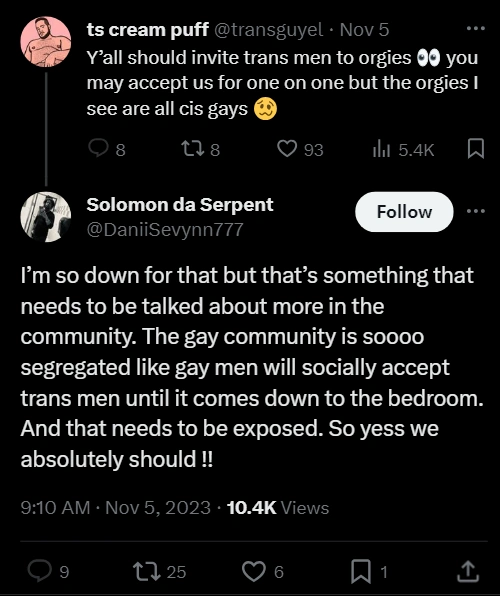 ts cream puff @transguyel · Nov 5 ···
Y’all should invite trans men to orgies 👀 you
may accept us for one on one but the orgies I
see are all cis gays 🥴
8 8 93 5.4K
Solomon da Serpent
@DaniiSevynn777
Follow ···
I’m so down for that but that’s something that
needs to be talked about more in the
community. The gay community is soooo
segregated like gay men will socially accept
trans men until it comes down to the bedroom.
And that needs to be exposed. So yess we
absolutely should !!
9:10 AM · Nov 5, 2023 · 10.4K Views
9 25 6 1